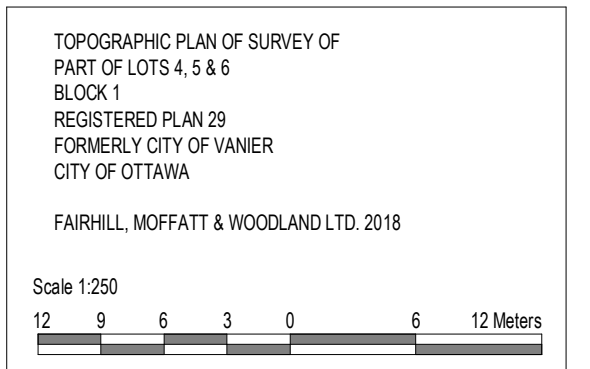 TOPOGRAPHIC PLAN OF SURVEY OF
PART OF LOTS 4, 5 & 6
BLOCK 1
REGISTERED PLAN 29
FORMERLY CITY OF VANIER
CITY OF OTTAWA
FAIRHILL, MOFFATT & WOODLAND LTD. 2018
Scale 1:250
12 9 6 3 0 6 12 Meters